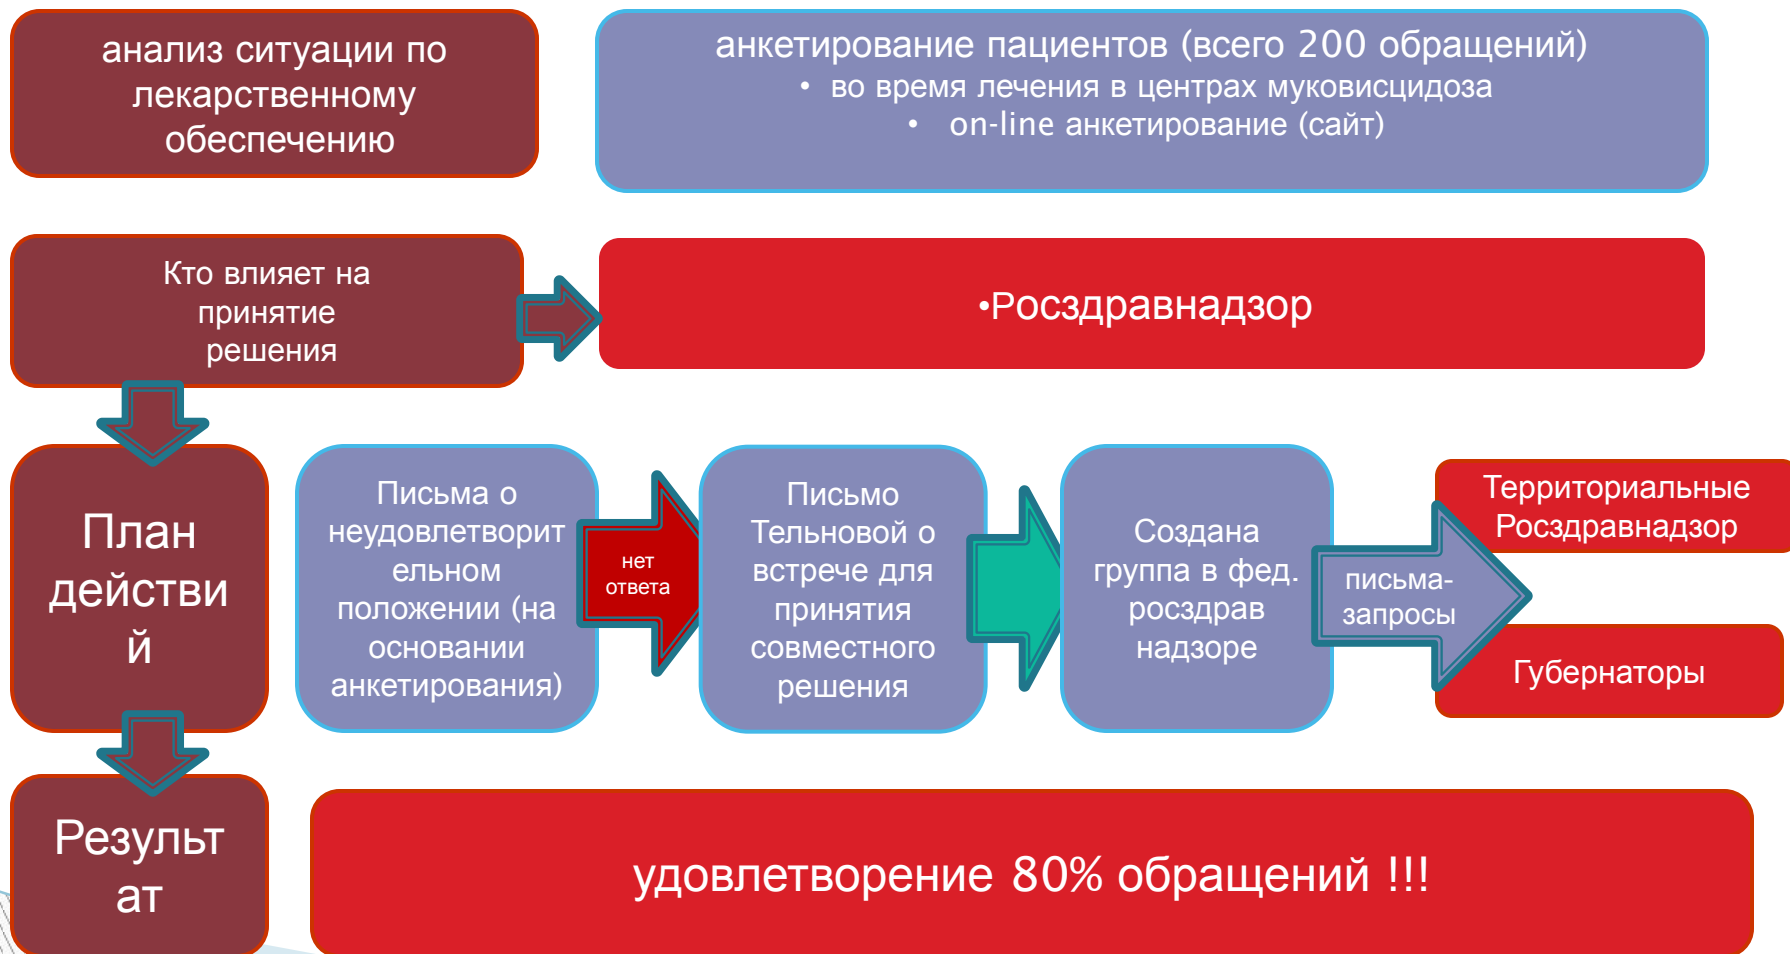 анализ ситуации по
лекарственному
обеспечению
анкетирование пациентов (всего 200 обращений)
• во время лечения в центрах муковисцидоза
• on-line анкетирование (сайт)
Кто влияет на
принятие
решения
•Росздравнадзор
План
действи
й
Письма о
неудовлетворит
ельном
положении (на
основании
анкетирования)
нет
ответа
Письмо
Тельновой о
встрече для
принятия
совместного
решения
Создана
группа в фед.
росздрав
надзоре
письма-
запросы
Территориальные
Росздравнадзор
Губернаторы
Результ
ат
удовлетворение 80% обращений !!!